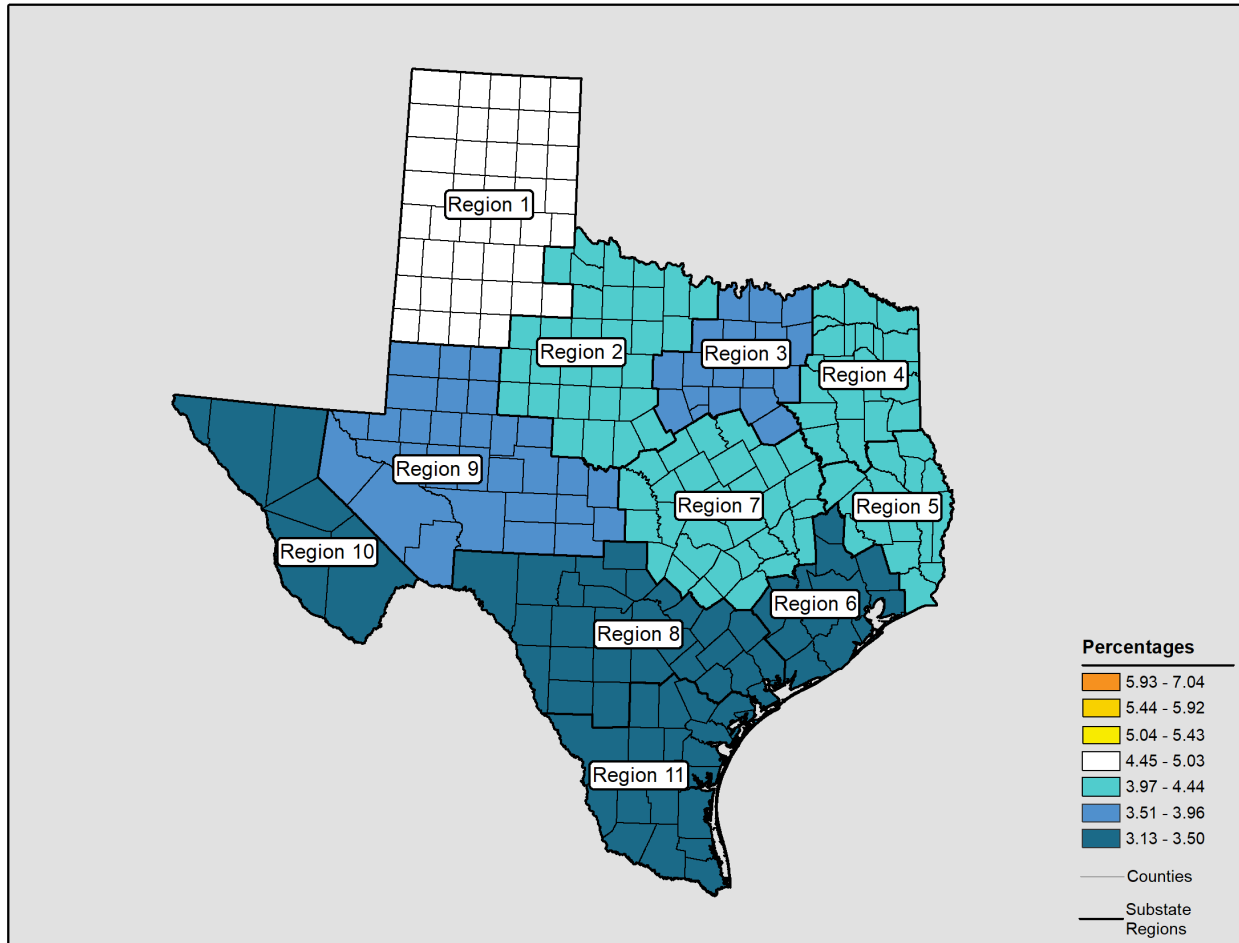 Region 1
Region 2
Region 3
Region 4
Region 9
Region 7
Region 5
Region 10
Region 6
Region 8
Region 11
Percentages
5.93 - 7.04
5.44 - 5.92
5.04 - 5.43
4.45 - 5.03
3.97 - 4.44
3.51 - 3.96
3.13 - 3.50
Counties
Substate
Regions